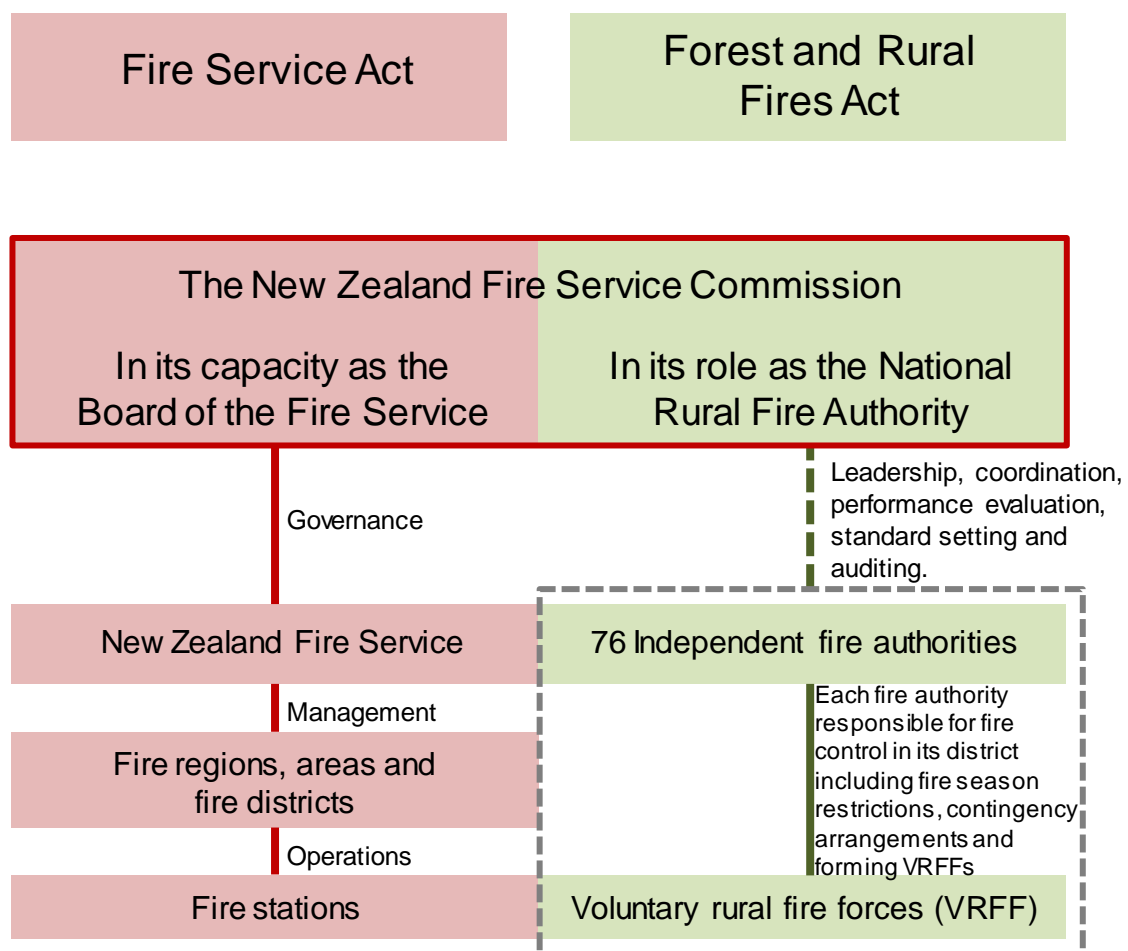 Fire Service Act
Forest and Rural
Fires Act
The New Zealand Fire Service Commission
In its capacity as the
Board of the Fire Service
In its role as the National
Rural Fire Authority
Governance
Leadership, coordination,
performance evaluation,
standard setting and
auditing.
New Zealand Fire Service
76 Independent fire authorities
Management
Each fire authority
responsible for fire
control in its district
including fire season
restrictions, contingency
arrangements and
forming VRFFs
Fire regions, areas and
fire districts
Operations
Fire stations
Voluntary rural fire forces (VRFF)